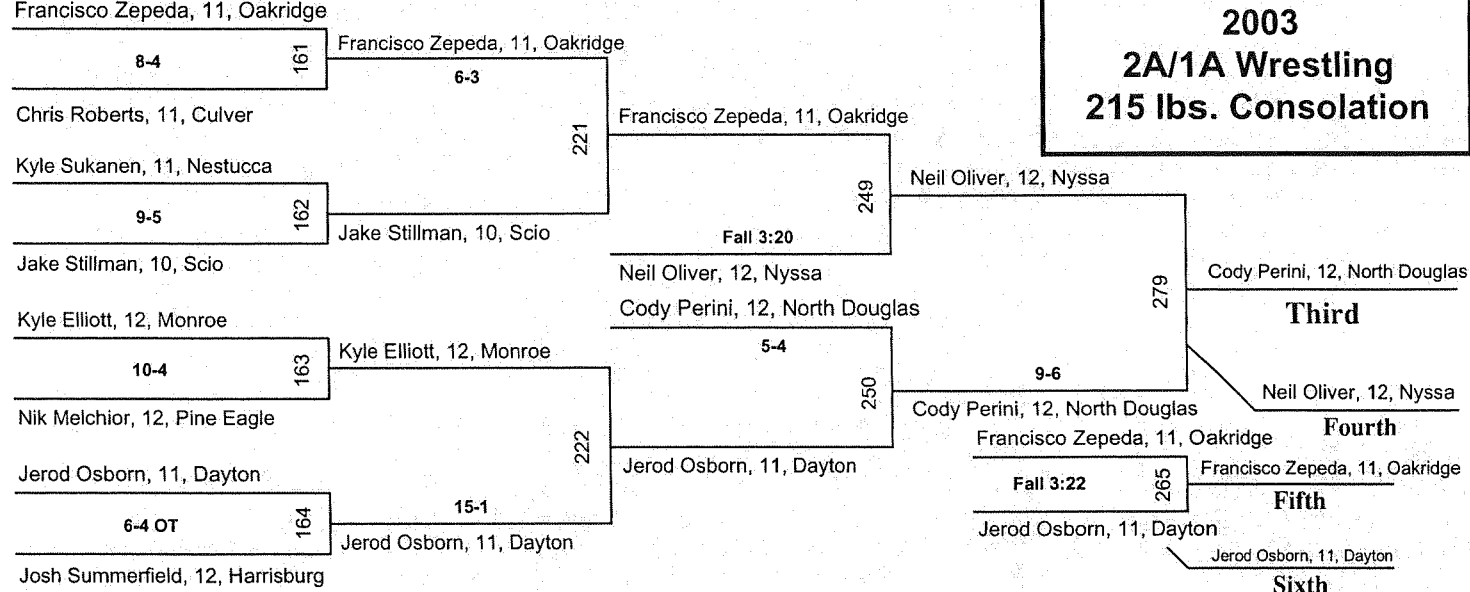 Francisco Zepeda, 11, Oakridge
8-4
161
Chris Roberts, 11, Culver
Kyle Sukanen, 11, Nestucca
9-5
162
Jake Stillman, 10, Scio
Kyle Elliott, 12, Monroe
10-4
163
Nik Melchior, 12, Pine Eagle
Jerod Osborn, 11, Dayton
6-4 OT
164
Josh Summerfield, 12, Harrisburg
Francisco Zepeda, 11, Oakridge
6-3
221
Jake Stillman, 10, Scio
Kyle Elliott, 12, Monroe
222
15-1
Jerod Osborn, 11, Dayton
Francisco Zepeda, 11, Oakridge
249
Fall 3:20
Neil Oliver, 12, Nyssa
Cody Perini, 12, North Douglas
5-4
250
Jerod Osborn, 11, Dayton
2003
2A/1A Wrestling
215 lbs. Consolation
Neil Oliver, 12, Nyssa
279
9-6
Cody Perini, 12, North Douglas
Cody Perini, 12, North Douglas
Third
Neil Oliver, 12, Nyssa
Fourth
Francisco Zepeda, 11, Oakridge
Fall 3:22
265
Jerod Osborn, 11, Dayton
Francisco Zepeda, 11, Oakridge
Fifth
Jerod Osborn, 11, Dayton
Sixth